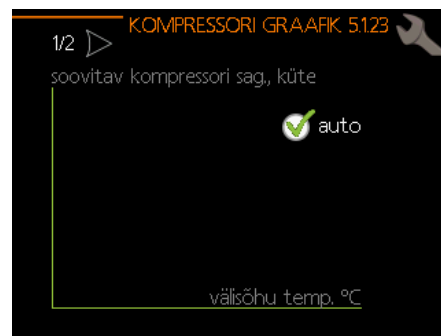 KOMPRESSORI GRAAFIK 5.1.23
1/2
soovitav kompressori sag., küte
auto
välisõhu temp. °C